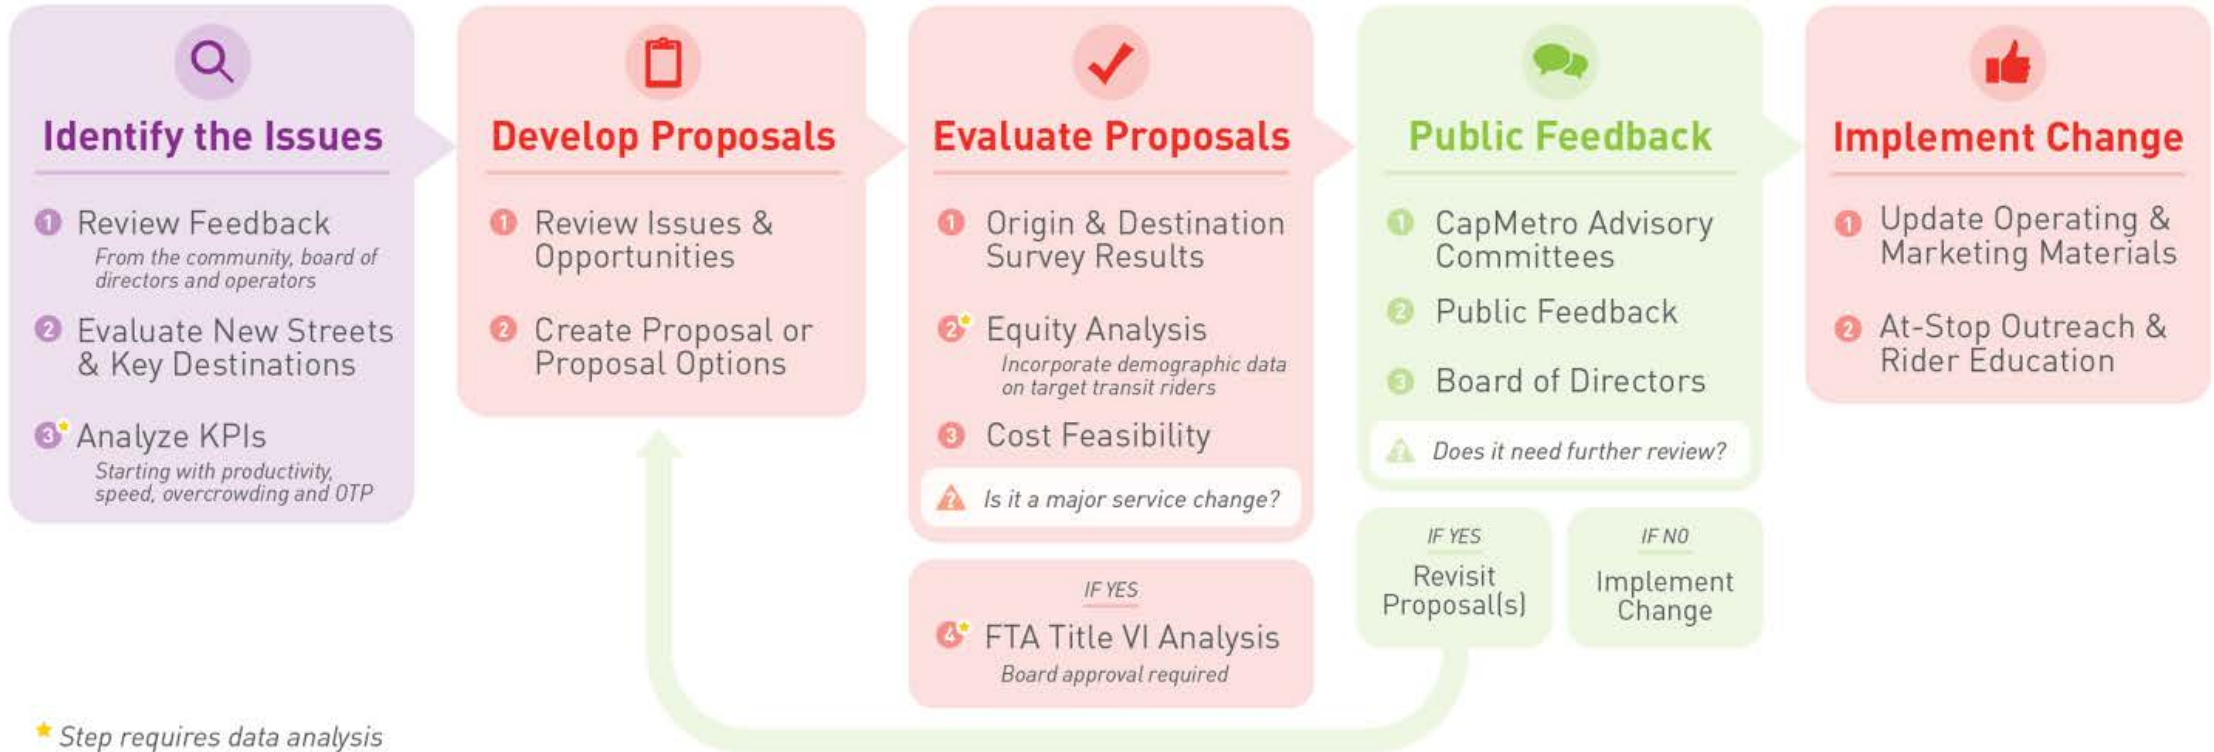 Identify the Issues
1 Review Feedback
From the community, board of
directors and operators
2 Evaluate New Streets
& Key Destinations
3 Analyze KPIs
Starting with productivity,
speed, overcrowding and OTP
Develop Proposals
1 Review Issues &
Opportunities
2 Create Proposal or
Proposal Options
Evaluate Proposals
1 Origin & Destination
Survey Results
2 Equity Analysis
Incorporate demographic data
on target transit riders
3 Cost Feasibility
? Is it a major service change?
IF YES
4 FTA Title VI Analysis
Board approval required
Public Feedback
1 CapMetro Advisory
Committees
2 Public Feedback
3 Board of Directors
? Does it need further review?
IF YES
Revisit
Proposal(s)
IF NO
Implement
Change
Implement Change
1 Update Operating &
Marketing Materials
2 At-Stop Outreach &
Rider Education
Step requires data analysis